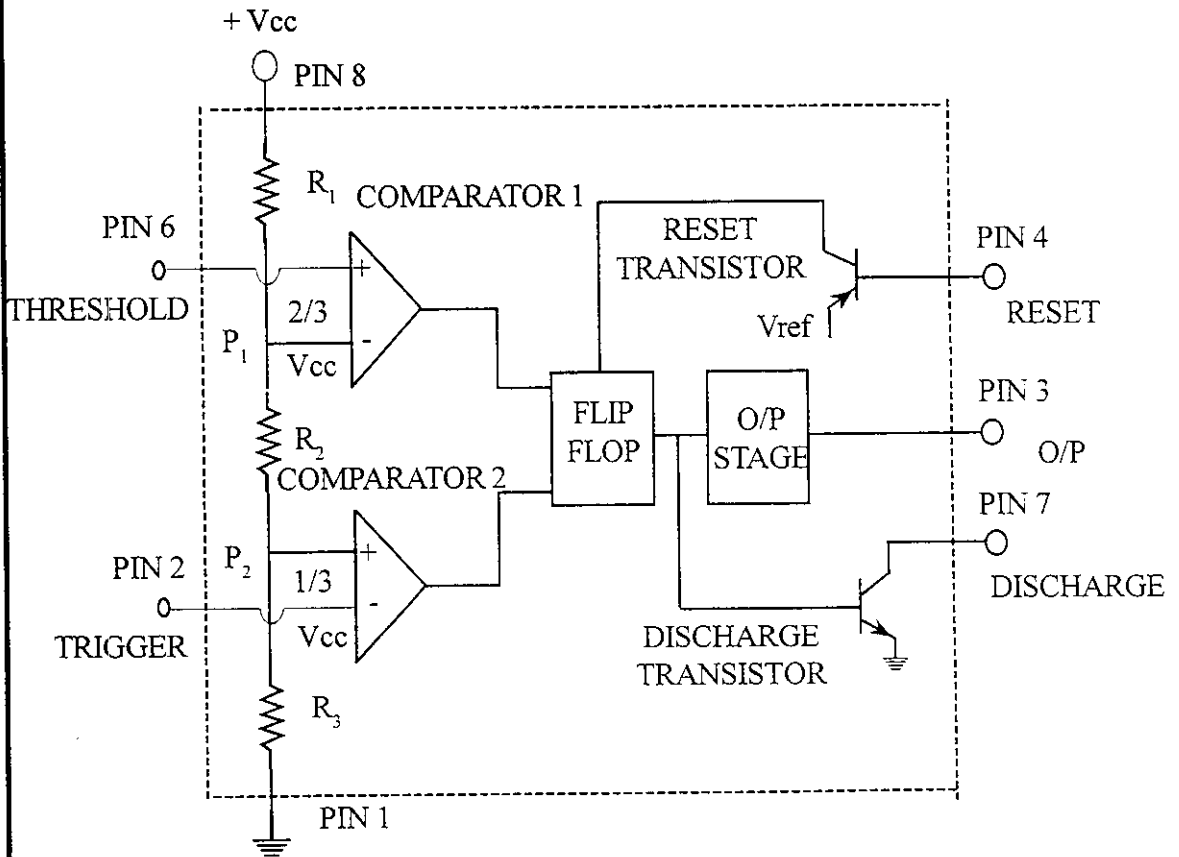 + Vcc
PIN 8
R1
COMPARATOR 1
PIN 6
THRESHOLD
+
2/3
P1
Vcc
-
RESET
TRANSISTOR
Vref
PIN 4
RESET
R2
COMPARATOR 2
FLIP
FLOP
O/P
STAGE
PIN 3
O/P
PIN 7
DISCHARGE
P2
+
1/3
PIN 2
-
Vcc
TRIGGER
DISCHARGE
TRANSISTOR
R3
PIN 1